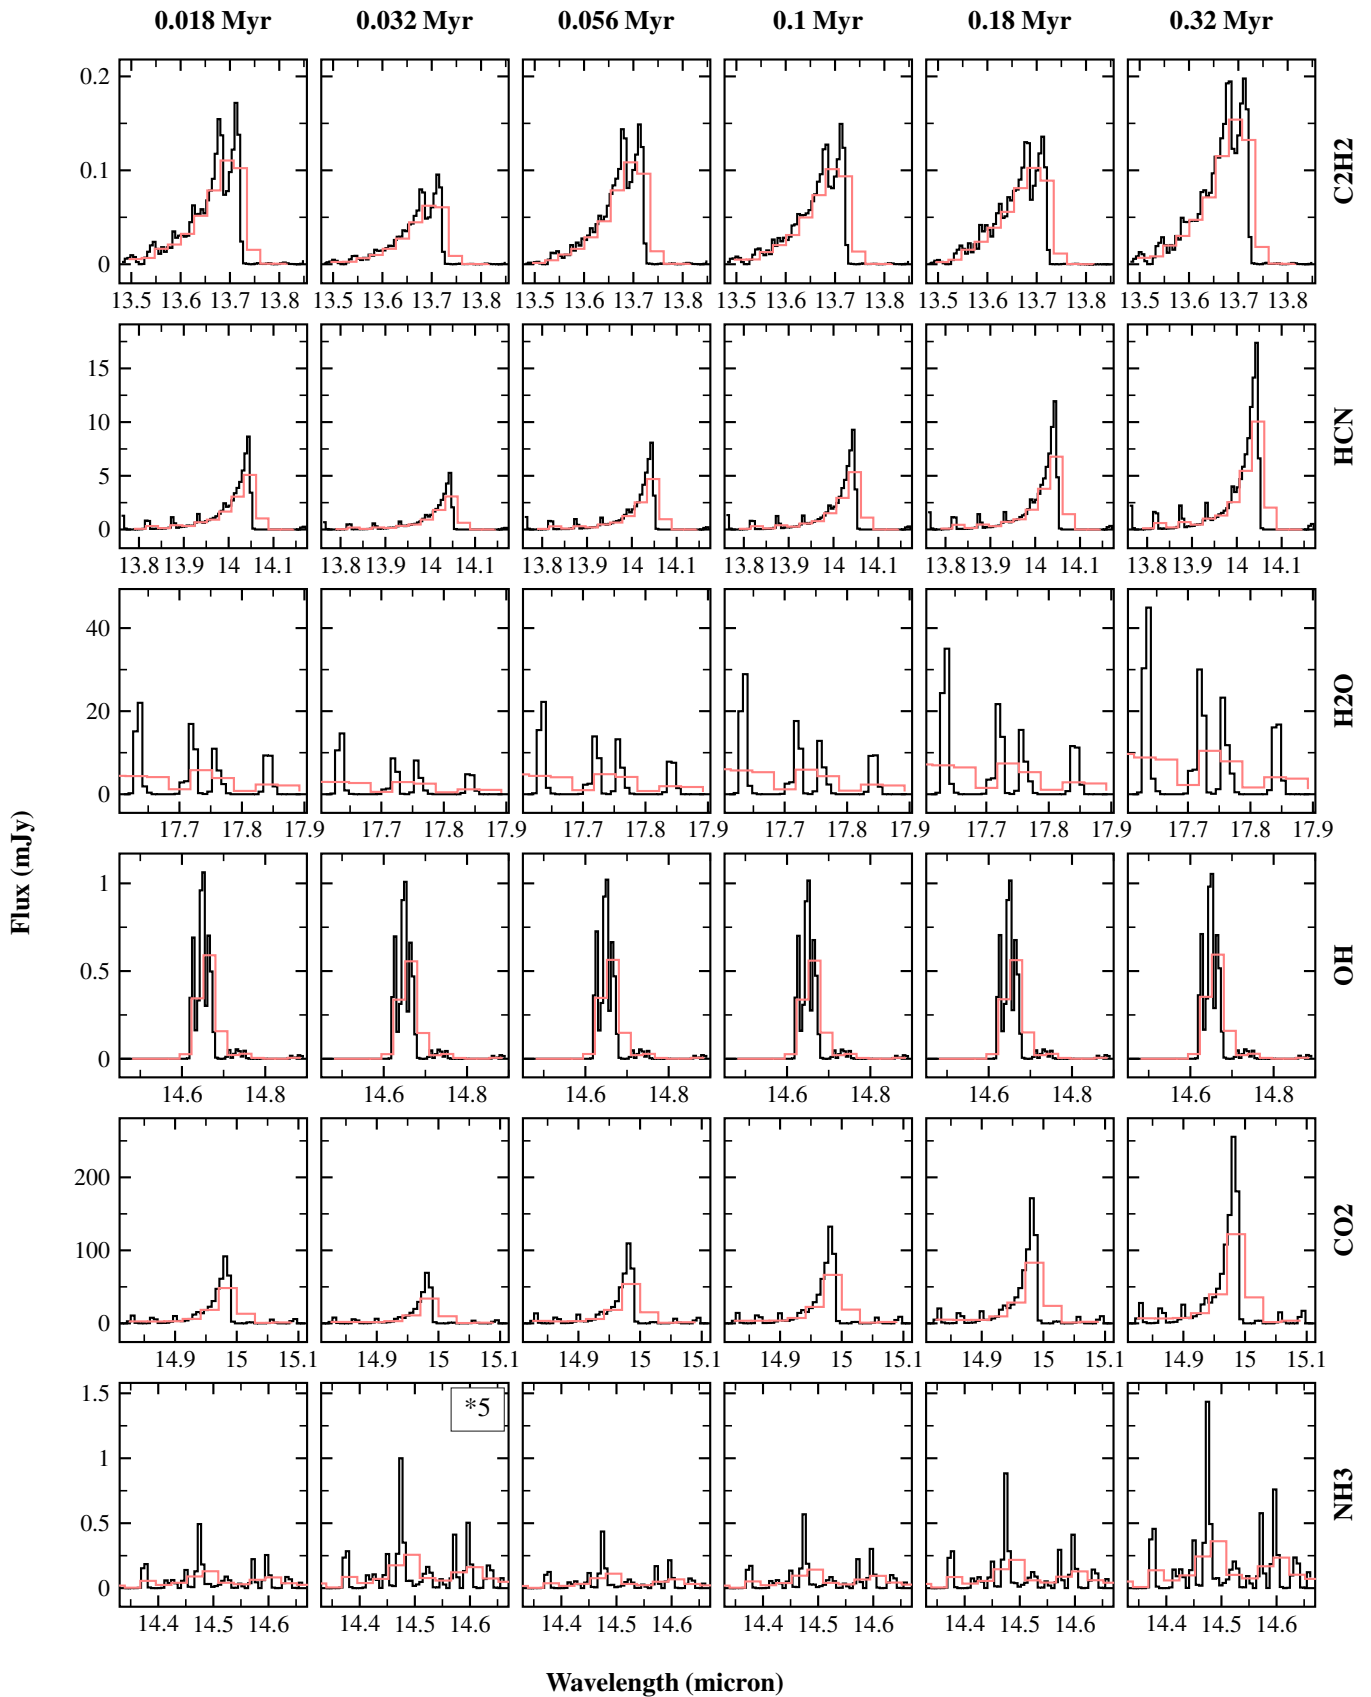 0.018 Myr 0.032 Myr 0.056 Myr 0.1 Myr 0.18 Myr 0.32 Myr
0.2
0.1
0
C2H2
13.5 13.6 13.7 13.8 13.5 13.6 13.7 13.8 13.5 13.6 13.7 13.8 13.5 13.6 13.7 13.8 13.5 13.6 13.7 13.8 13.5 13.6 13.7 13.8
15
10
5
0
HCN
13.8 13.9 14 14.1 13.8 13.9 14 14.1 13.8 13.9 14 14.1 13.8 13.9 14 14.1 13.8 13.9 14 14.1 13.8 13.9 14 14.1
40
20
0
H2O
17.7 17.8 17.9 17.7 17.8 17.9 17.7 17.8 17.9 17.7 17.8 17.9 17.7 17.8 17.9 17.7 17.8 17.9
Flux (mJy)
1
0.5
0
OH
14.6 14.8 14.6 14.8 14.6 14.8 14.6 14.8 14.6 14.8 14.6 14.8
200
100
0
CO2
14.9 15 15.1 14.9 15 15.1 14.9 15 15.1 14.9 15 15.1 14.9 15 15.1 14.9 15 15.1
1.5
1
0.5
0
*5
NH3
14.4 14.5 14.6 14.4 14.5 14.6 14.4 14.5 14.6 14.4 14.5 14.6 14.4 14.5 14.6 14.4 14.5 14.6
Wavelength (micron)